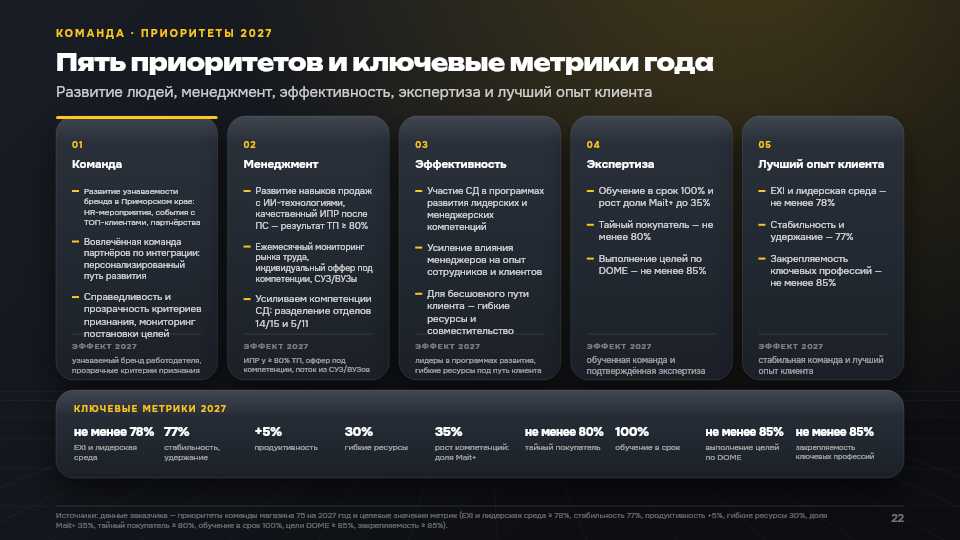 КОМАНДА · ПРИОРИТЕТЫ 2027
Пять приоритетов и ключевые метрики года
Развитие людей, менеджмент, эффективность, экспертиза и лучший опыт клиента
01
Команда
Развитие узнаваемости
бренда в Приморском крае:
HR-мероприятия, события с
ТОП-клиентами, партнёрства
Вовлечённая команда
партнёров по интеграции:
персонализированный
путь развития
Справедливость и
прозрачность критериев
признания, мониторинг
постановки целей
ЭФФЕКТ 2027
узнаваемый бренд работодателя,
прозрачные критерии признания
02
Менеджмент
Развитие навыков продаж
с ИИ-технологиями,
качественный ИПР после
ПС — результат ТП ≥ 80%
Ежемесячный мониторинг
рынка труда,
индивидуальный оффер под
компетенции, СУЗ/ВУЗы
Усиливаем компетенции
СД: разделение отделов
14/15 и 5/11
ЭФФЕКТ 2027
ИПР у ≥ 80% ТП, оффер под
компетенции, поток из СУЗ/ВУЗов
03
Эффективность
Участие СД в программах
развития лидерских и
менеджерских
компетенций
Усиление влияния
менеджеров на опыт
сотрудников и клиентов
Для бесшовного пути
клиента — гибкие
ресурсы и
совместительство
ЭФФЕКТ 2027
лидеры в программах развития,
гибкие ресурсы под путь клиента
04
Экспертиза
Обучение в срок 100% и
рост доли Mait+ до 35%
Тайный покупатель — не
менее 80%
Выполнение целей по
DOME — не менее 85%
ЭФФЕКТ 2027
обученная команда и
подтверждённая экспертиза
05
Лучший опыт клиента
EXI и лидерская среда —
не менее 78%
Стабильность и
удержание — 77%
Закрепляемость
ключевых профессий —
не менее 85%
ЭФФЕКТ 2027
стабильная команда и лучший
опыт клиента
КЛЮЧЕВЫЕ МЕТРИКИ 2027
не менее 78%
EXI и лидерская
среда
77%
стабильность,
удержание
+5%
продуктивность
30%
гибкие ресурсы
35%
рост компетенций:
доля Mait+
не менее 80%
тайный покупатель
100%
обучение в срок
не менее 85%
выполнение целей
по DOME
не менее 85%
закрепляемость
ключевых профессий
Источники: данные заказчика — приоритеты команды магазина 75 на 2027 год и целевые значения метрик (EXI и лидерская среда ≥ 78%, стабильность 77%, продуктивность +5%, гибкие ресурсы 30%, доля
Mait+ 35%, тайный покупатель ≥ 80%, обучение в срок 100%, цели DOME ≥ 85%, закрепляемость ≥ 85%).
22